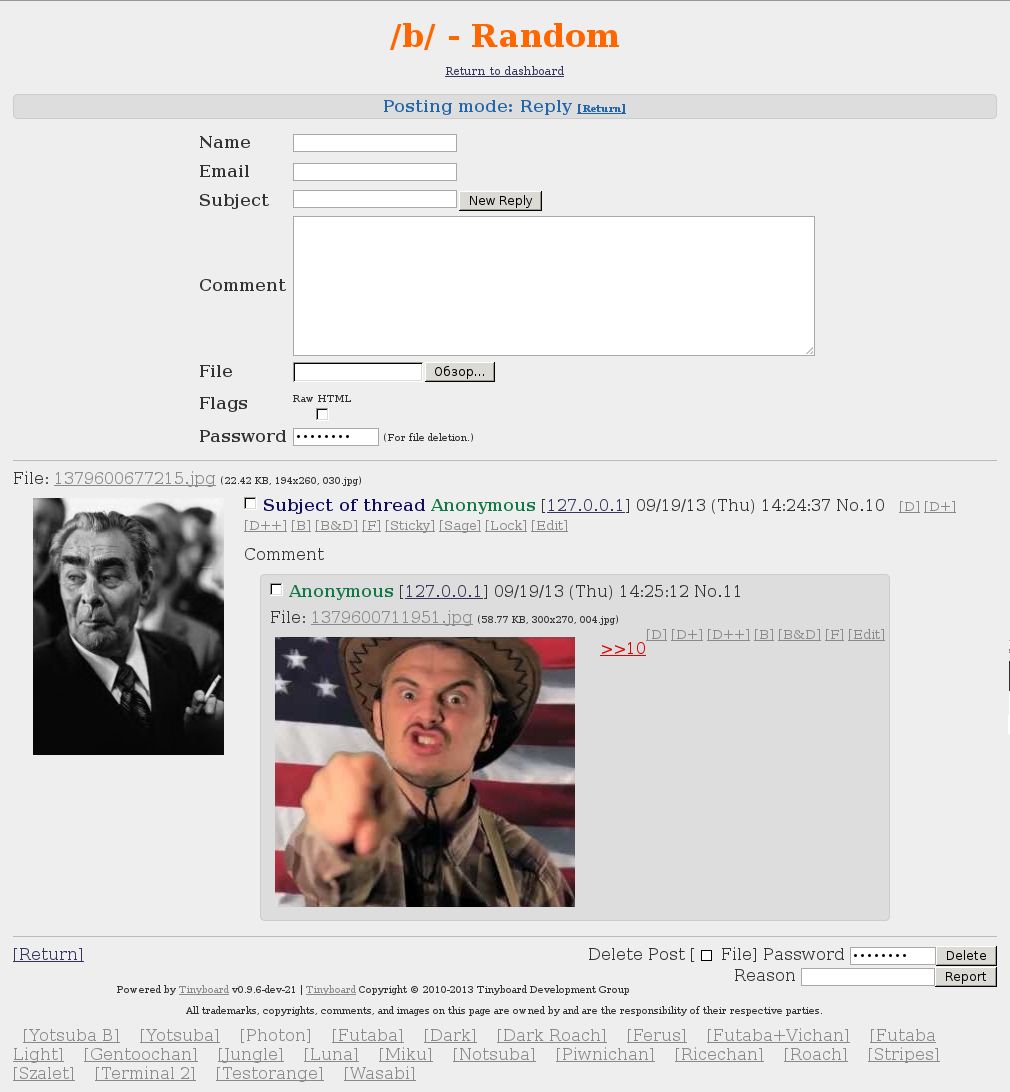 /b/ - Random
Return to dashboard
Posting mode: Reply [Return]
Name
Email
Subject New Reply
Comment
File Обзор...
Flags Raw HTML
Password •••••••• (For file deletion.)
File: 1379600677215.jpg (22.42 KB, 194x260, 030.jpg)
Subject of thread Anonymous [127.0.0.1] 09/19/13 (Thu) 14:24:37 No.10 [D] [D+]
[D++] [B] [B&D] [F] [Sticky] [Sage] [Lock] [Edit]
Comment
Anonymous [127.0.0.1] 09/19/13 (Thu) 14:25:12 No.11
File: 1379600711951.jpg (58.77 KB, 300x270, 004.jpg)
[D] [D+] [D++] [B] [B&D] [F] [Edit]
>>10
[Return] Delete Post [ File] Password •••••••• Delete
Reason Report
Powered by Tinyboard v0.9.6-dev-21 | Tinyboard Copyright © 2010-2013 Tinyboard Development Group
All trademarks, copyrights, comments, and images on this page are owned by and are the responsibility of their respective parties.
[Yotsuba B] [Yotsuba] [Photon] [Futaba] [Dark] [Dark Roach] [Ferus] [Futaba+Vichan] [Futaba
Light] [Gentoochan] [Jungle] [Luna] [Miku] [Notsuba] [Piwnichan] [Ricechan] [Roach] [Stripes]
[Szalet] [Terminal 2] [Testorange] [Wasabi]